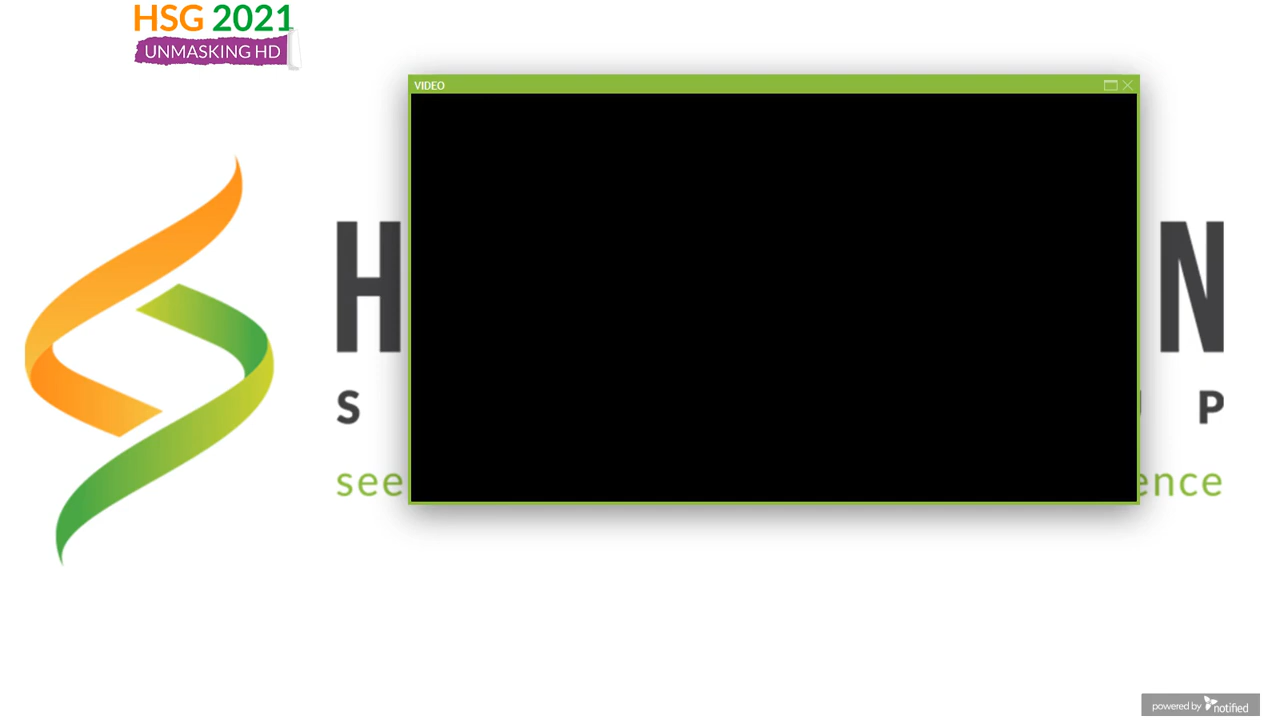 HSG 2021
UNMASKING HD
VIDEO
H N
S P
see ence
powered by notified